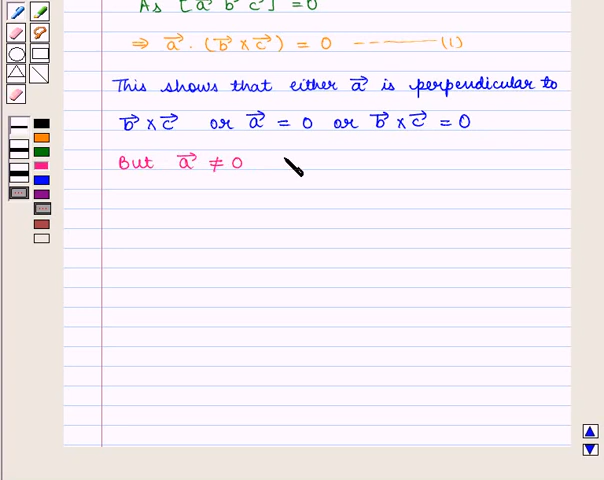 As [a⃗ b⃗ c⃗] = 0
⇒ a⃗ . (b⃗ × c⃗) = 0 ------- (1)
This shows that either a⃗ is perpendicular to
b⃗ × c⃗ or a⃗ = 0 or b⃗ × c⃗ = 0
But a⃗ ≠ 0